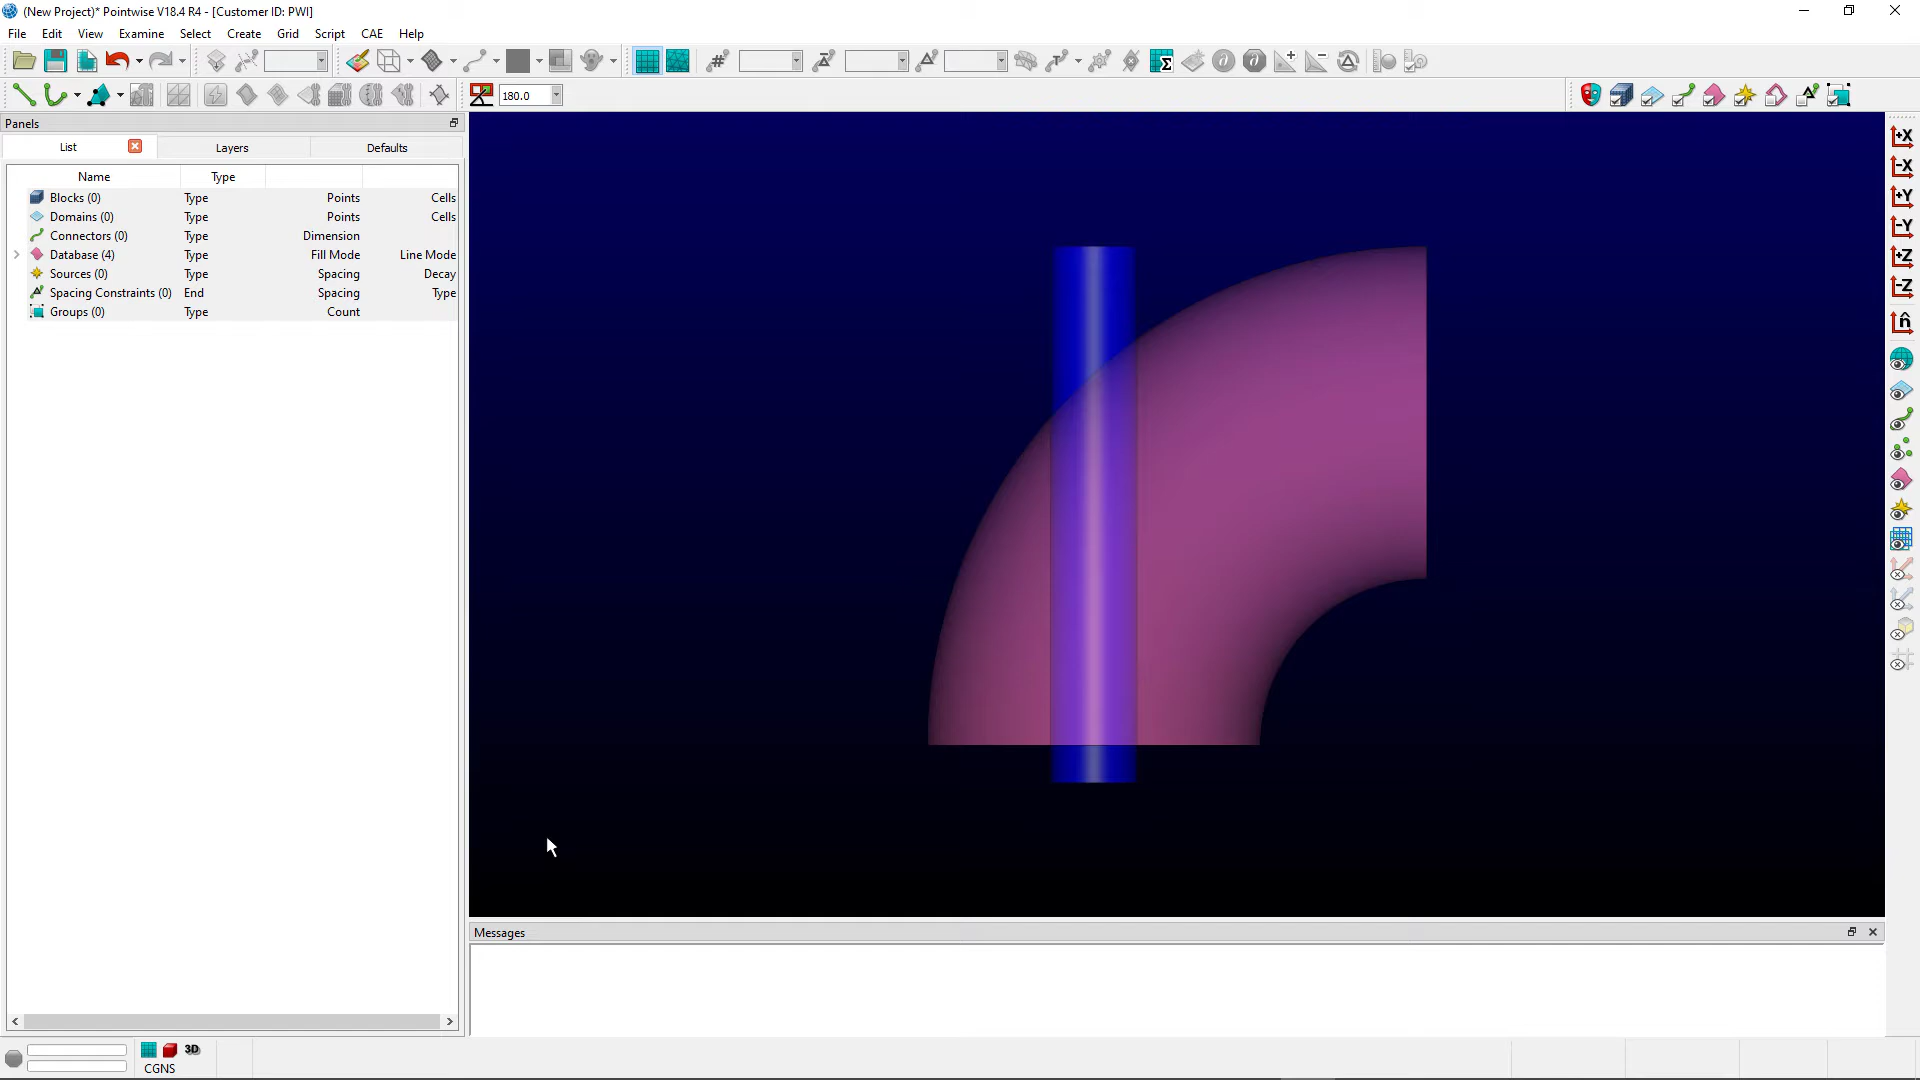 (New Project)* Pointwise V18.4 R4 - [Customer ID: PWI]
File Edit View Examine Select Create Grid Script CAE Help
180.0
Panels
List Layers Defaults
Name Type
Blocks (0) Type Points Cells
Domains (0) Type Points Cells
Connectors (0) Type Dimension
Database (4) Type Fill Mode Line Mode
Sources (0) Type Spacing Decay
Spacing Constraints (0) End Spacing Type
Groups (0) Type Count
+X
-X
+Y
-Y
+Z
-Z
n̂
Messages
3D
CGNS